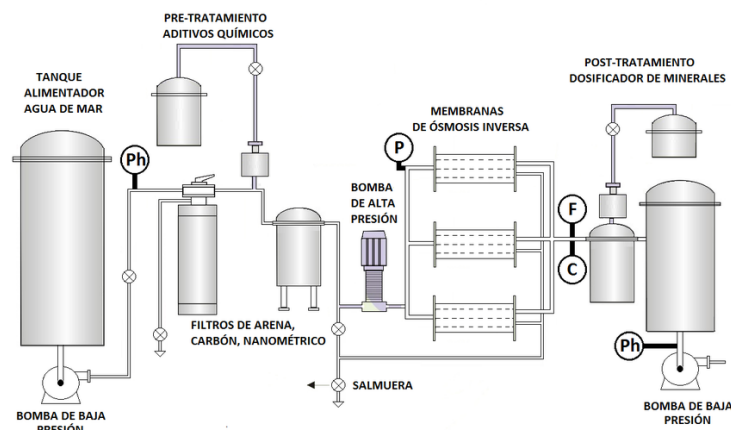 PRE-TRATAMIENTO
ADITIVOS QUÍMICOS
TANQUE
ALIMENTADOR
AGUA DE MAR
POST-TRATAMIENTO
DOSIFICADOR DE MINERALES
MEMBRANAS
DE ÓSMOSIS INVERSA
Ph
P
BOMBA
DE ALTA
PRESIÓN
F
C
FILTROS DE ARENA,
CARBÓN, NANOMÉTRICO
Ph
SALMUERA
BOMBA DE BAJA
PRESIÓN
BOMBA DE BAJA
PRESIÓN